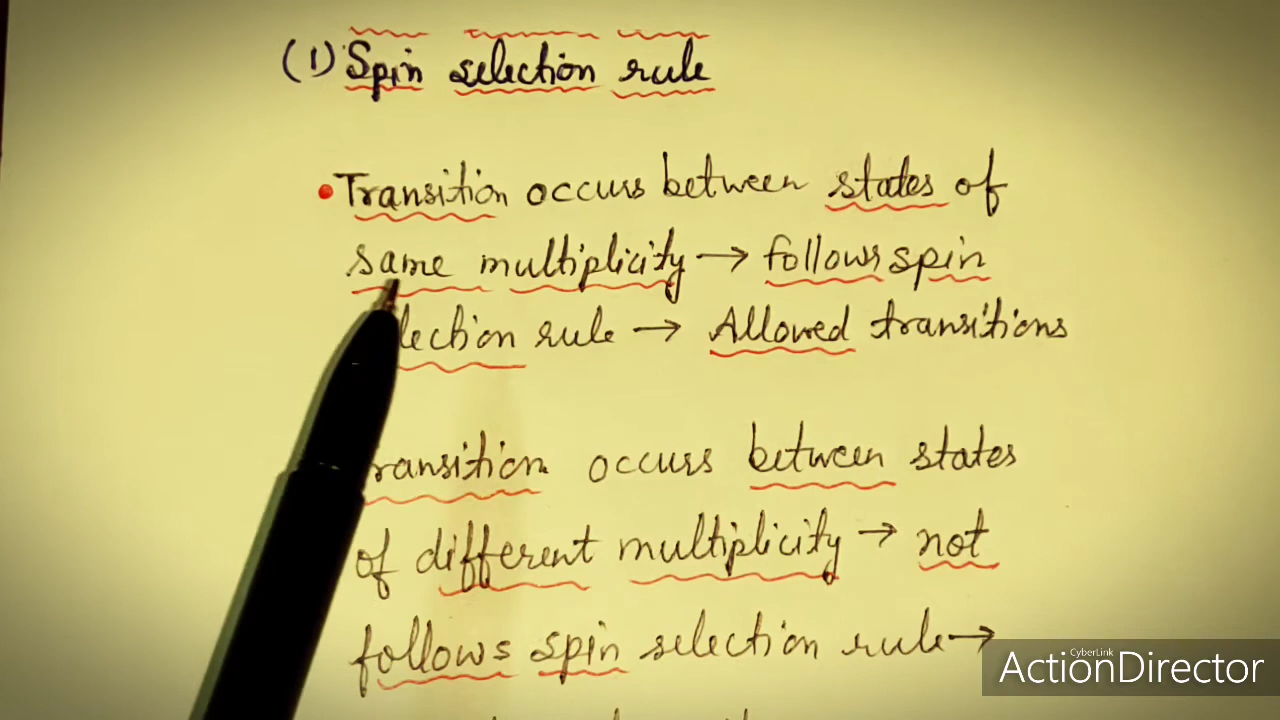 (1) Spin selection rule
• Transition occurs between states of
same multiplicity → follows spin
lection rule → Allowed transitions
ransition occurs between states
of different multiplicity → not
follows spin selection rule →
CyberLink
ActionDirector